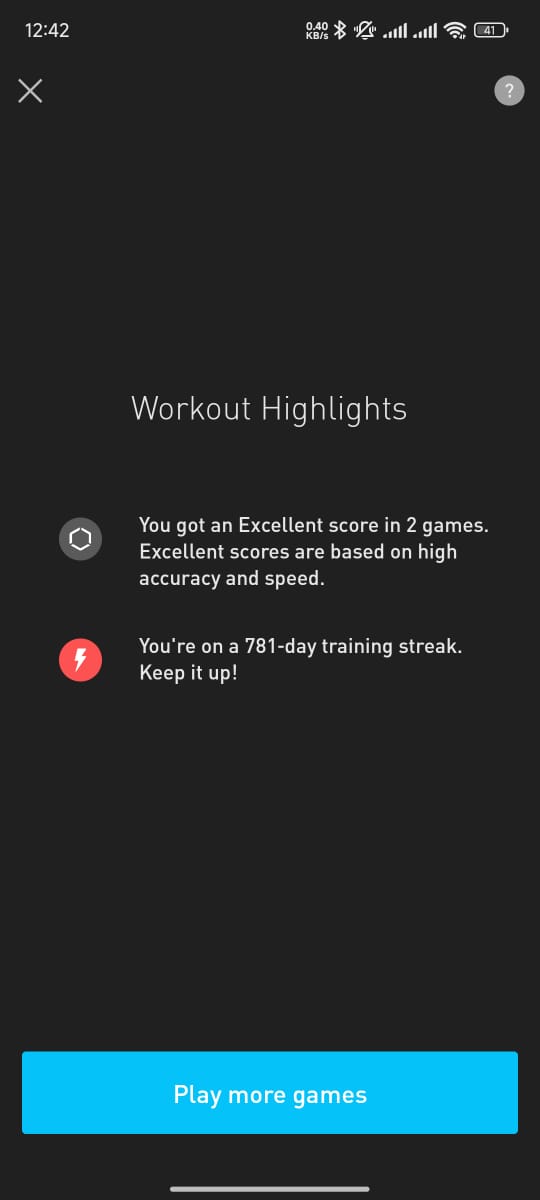 12:42
0.40
KB/s
41
?
Workout Highlights
You got an Excellent score in 2 games.
Excellent scores are based on high
accuracy and speed.
You're on a 781-day training streak.
Keep it up!
Play more games